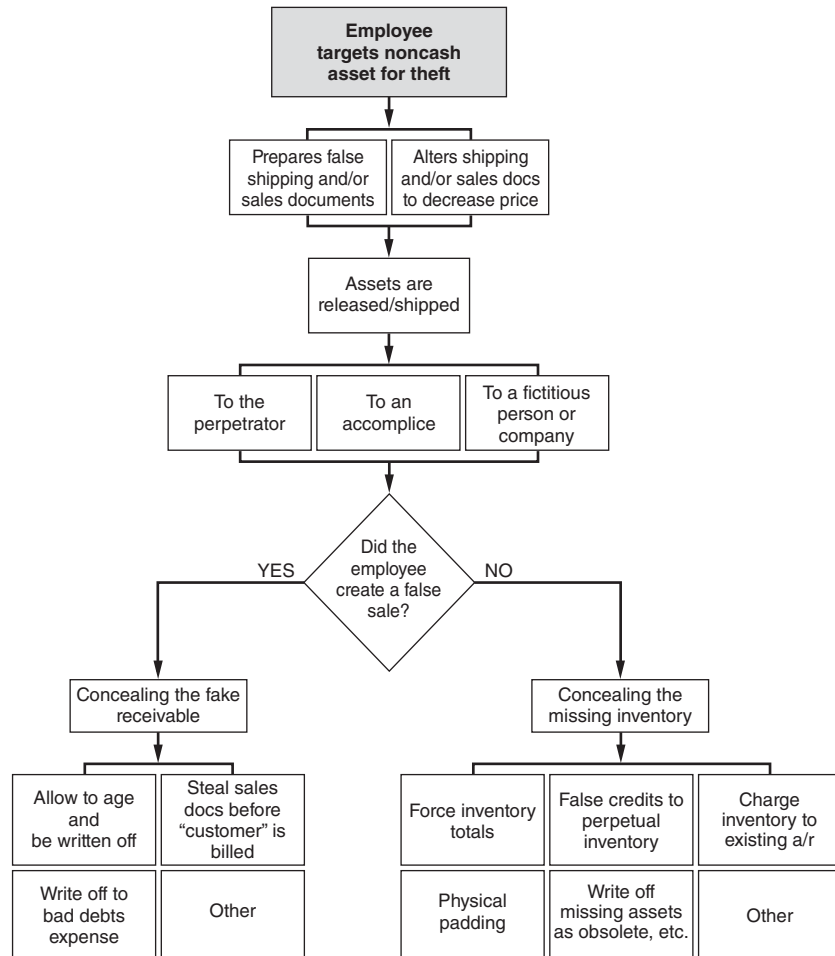 Employee
targets noncash
asset for theft
Prepares false
shipping and/or
sales documents
Alters shipping
and/or sales docs
to decrease price
Assets are
released/shipped
To the
perpetrator
To an
accomplice
To a fictitious
person or
company
Did the
employee
create a false
sale?
YES
NO
Concealing the fake
receivable
Concealing the
missing inventory
Allow to age
and
be written off
Steal sales
docs before
“customer” is
billed
Write off to
bad debts
expense
Other
Force inventory
totals
False credits to
perpetual
inventory
Charge
inventory to
existing a/r
Physical
padding
Write off
missing assets
as obsolete, etc.
Other